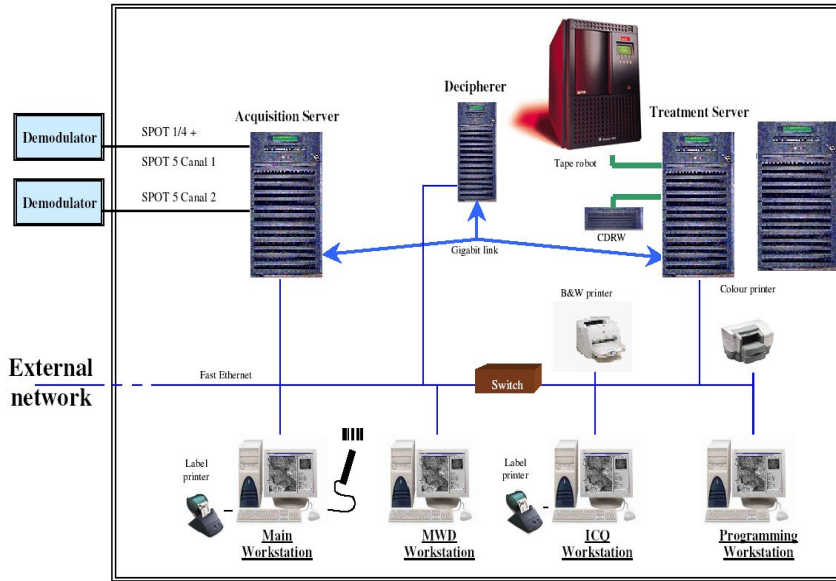 Decipherer
Acquisition Server
Treatment Server
Demodulator
SPOT 1/4 +
SPOT 5 Canal 1
Tape robot
Demodulator
SPOT 5 Canal 2
CDRW
Gigabit link
B&W printer
Colour printer
External
network
Fast Ethernet
Switch
Label
printer
Label
printer
Main
Workstation
MWD
Workstation
ICQ
Workstation
Programming
Workstation